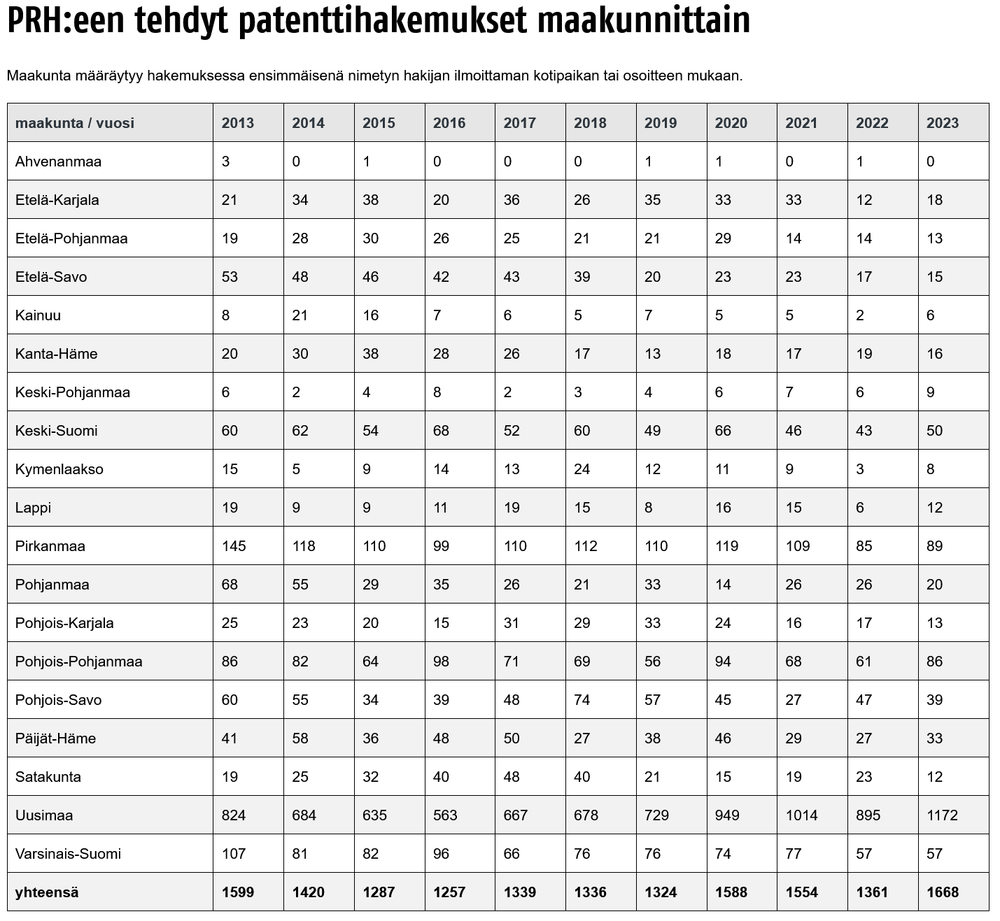 PRH:een tehdyt patenttihakemukset maakunnittain
Maakunta määräytyy hakemuksessa ensimmäisenä nimetyn hakijan ilmoittaman kotipaikan tai osoitteen mukaan.
maakunta / vuosi 2013 2014 2015 2016 2017 2018 2019 2020 2021 2022 2023
Ahvenanmaa 3 0 1 0 0 0 1 1 0 1 0
Etelä-Karjala 21 34 38 20 36 26 35 33 33 12 18
Etelä-Pohjanmaa 19 28 30 26 25 21 21 29 14 14 13
Etelä-Savo 53 48 46 42 43 39 20 23 23 17 15
Kainuu 8 21 16 7 6 5 7 5 5 2 6
Kanta-Häme 20 30 38 28 26 17 13 18 17 19 16
Keski-Pohjanmaa 6 2 4 8 2 3 4 6 7 6 9
Keski-Suomi 60 62 54 68 52 60 49 66 46 43 50
Kymenlaakso 15 5 9 14 13 24 12 11 9 3 8
Lappi 19 9 9 11 19 15 8 16 15 6 12
Pirkanmaa 145 118 110 99 110 112 110 119 109 85 89
Pohjanmaa 68 55 29 35 26 21 33 14 26 26 20
Pohjois-Karjala 25 23 20 15 31 29 33 24 16 17 13
Pohjois-Pohjanmaa 86 82 64 98 71 69 56 94 68 61 86
Pohjois-Savo 60 55 34 39 48 74 57 45 27 47 39
Päijät-Häme 41 58 36 48 50 27 38 46 29 27 33
Satakunta 19 25 32 40 48 40 21 15 19 23 12
Uusimaa 824 684 635 563 667 678 729 949 1014 895 1172
Varsinais-Suomi 107 81 82 96 66 76 76 74 77 57 57
yhteensä 1599 1420 1287 1257 1339 1336 1324 1588 1554 1361 1668